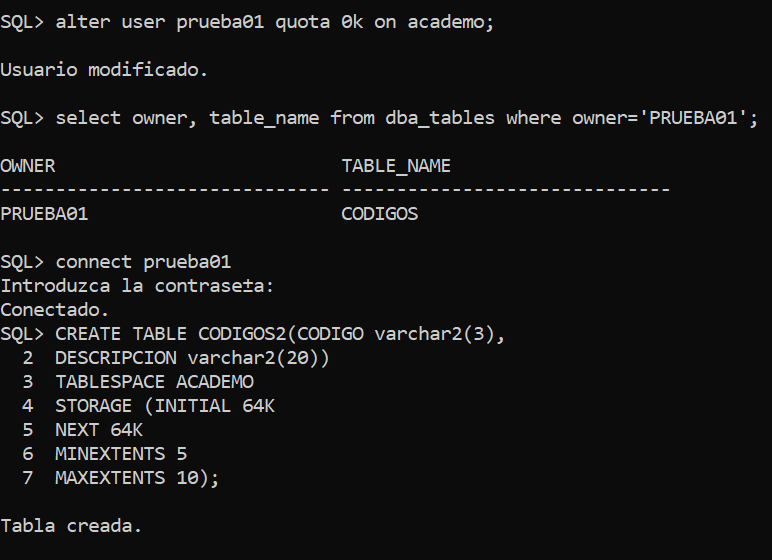 SQL> alter user prueba01 quota 0k on academo;
Usuario modificado.
SQL> select owner, table_name from dba_tables where owner='PRUEBA01';
OWNER                          TABLE_NAME
------------------------------ ------------------------------
PRUEBA01                       CODIGOS
SQL> connect prueba01
Introduzca la contrase±a:
Conectado.
SQL> CREATE TABLE CODIGOS2(CODIGO varchar2(3),
  2  DESCRIPCION varchar2(20))
  3  TABLESPACE ACADEMO
  4  STORAGE (INITIAL 64K
  5  NEXT 64K
  6  MINEXTENTS 5
  7  MAXEXTENTS 10);
Tabla creada.